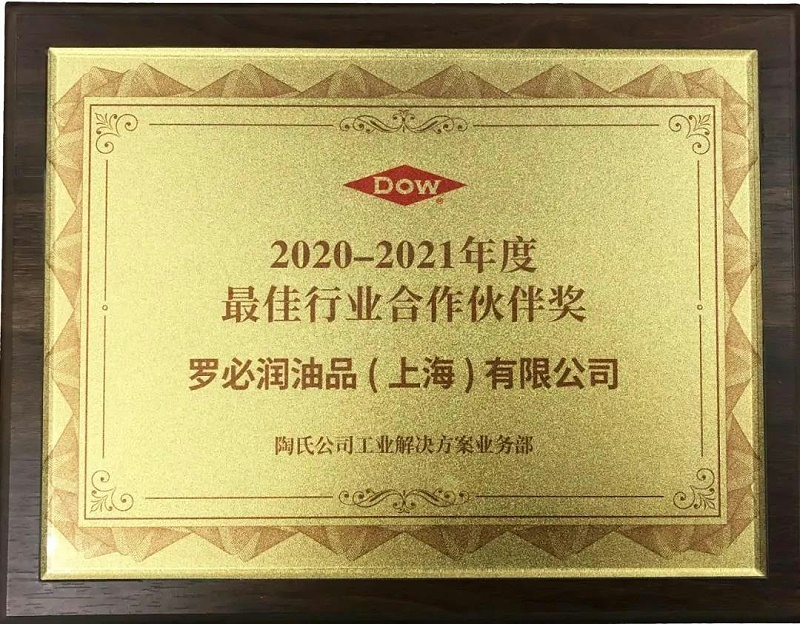 DOW
2020-2021年度
最佳行业合作伙伴奖
罗必润油品(上海)有限公司
陶氏公司工业解决方案业务部